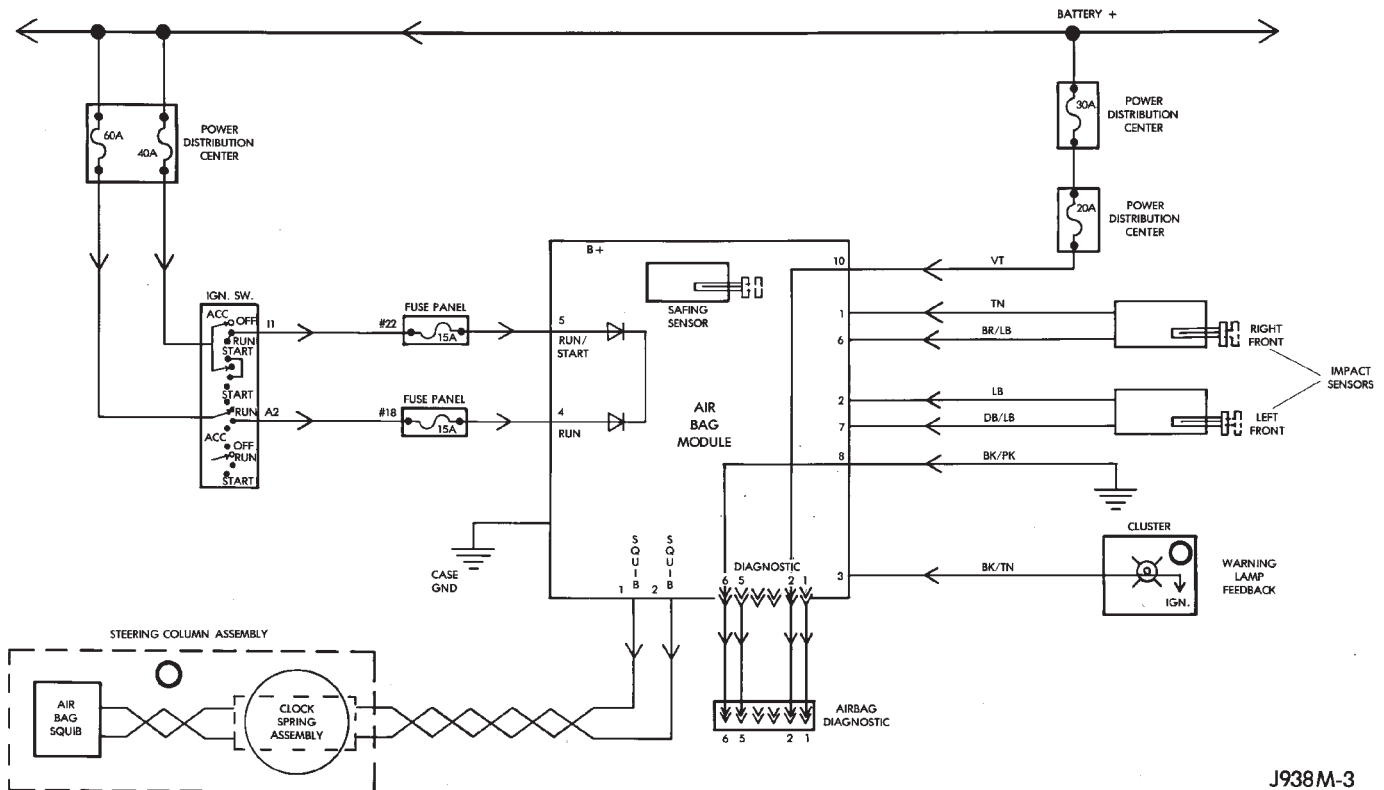 BATTERY +
60A
40A
POWER
DISTRIBUTION
CENTER
30A
POWER
DISTRIBUTION
CENTER
20A
POWER
DISTRIBUTION
CENTER
IGN. SW.
ACC
OFF
RUN
START
START
RUN
ACC
OFF
RUN
START
I1
#22
FUSE PANEL
15A
A2
#18
FUSE PANEL
15A
B+
SAFING
SENSOR
5
RUN/
START
4
RUN
AIR
BAG
MODULE
10
VT
1
TN
6
BR/LB
RIGHT
FRONT
2
LB
7
DB/LB
LEFT
FRONT
IMPACT
SENSORS
8
BK/PK
CASE
GND
SQUIB
1
SQUIB
2
DIAGNOSTIC
6 5 2 1
3
BK/TN
CLUSTER
IGN.
WARNING
LAMP
FEEDBACK
STEERING COLUMN ASSEMBLY
AIR
BAG
SQUIB
CLOCK
SPRING
ASSEMBLY
AIRBAG
DIAGNOSTIC
6 5 2 1
J938M-3